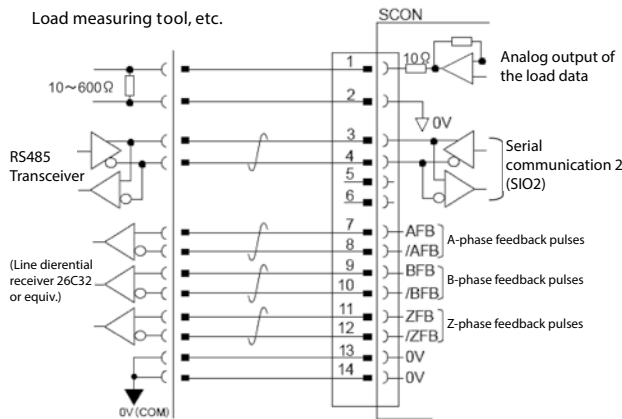 Load measuring tool, etc.
SCON
1
10Ω
Analog output of
the load data
10～600Ω
2
0V
3
RS485
Transceiver
4
Serial
communication 2
(SIO2)
5
6
7
AFB
A-phase feedback pulses
8
/AFB
(Line dierential
receiver 26C32
or equiv.)
9
BFB
B-phase feedback pulses
10
/BFB
11
ZFB
Z-phase feedback pulses
12
/ZFB
13
0V
14
0V
0V(COM)